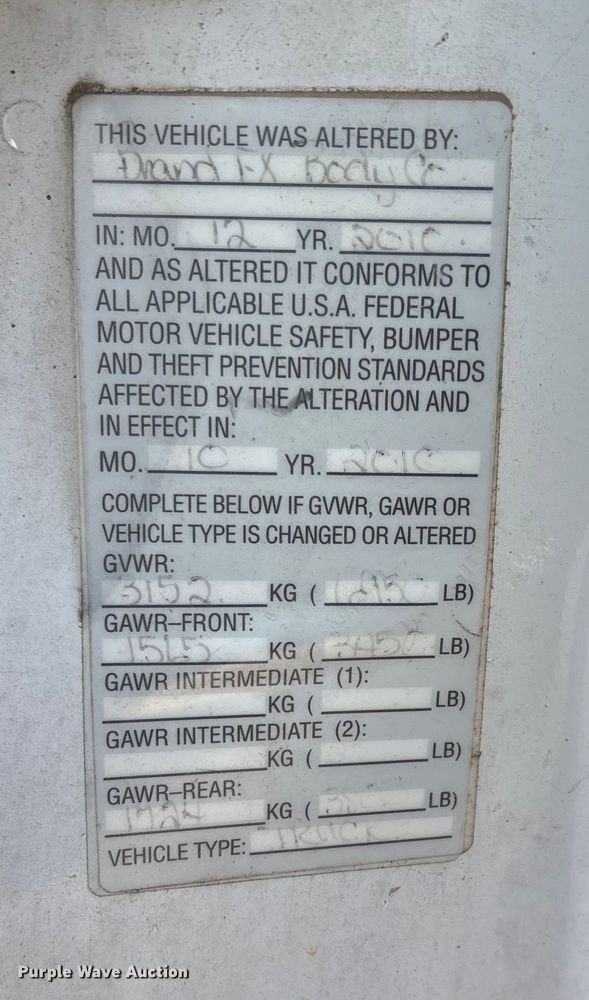 THIS VEHICLE WAS ALTERED BY:
Brand FX Body Co
IN: MO. 12 YR. 2010
AND AS ALTERED IT CONFORMS TO
ALL APPLICABLE U.S.A. FEDERAL
MOTOR VEHICLE SAFETY, BUMPER
AND THEFT PREVENTION STANDARDS
AFFECTED BY THE ALTERATION AND
IN EFFECT IN:
MO. 10 YR. 2010
COMPLETE BELOW IF GVWR, GAWR OR
VEHICLE TYPE IS CHANGED OR ALTERED
GVWR:
3152 KG ( LB)
GAWR–FRONT:
1565 KG ( 3450 LB)
GAWR INTERMEDIATE (1):
KG ( LB)
GAWR INTERMEDIATE (2):
KG ( LB)
GAWR–REAR:
1724 KG ( LB)
VEHICLE TYPE: TRUCK
Purple Wave Auction